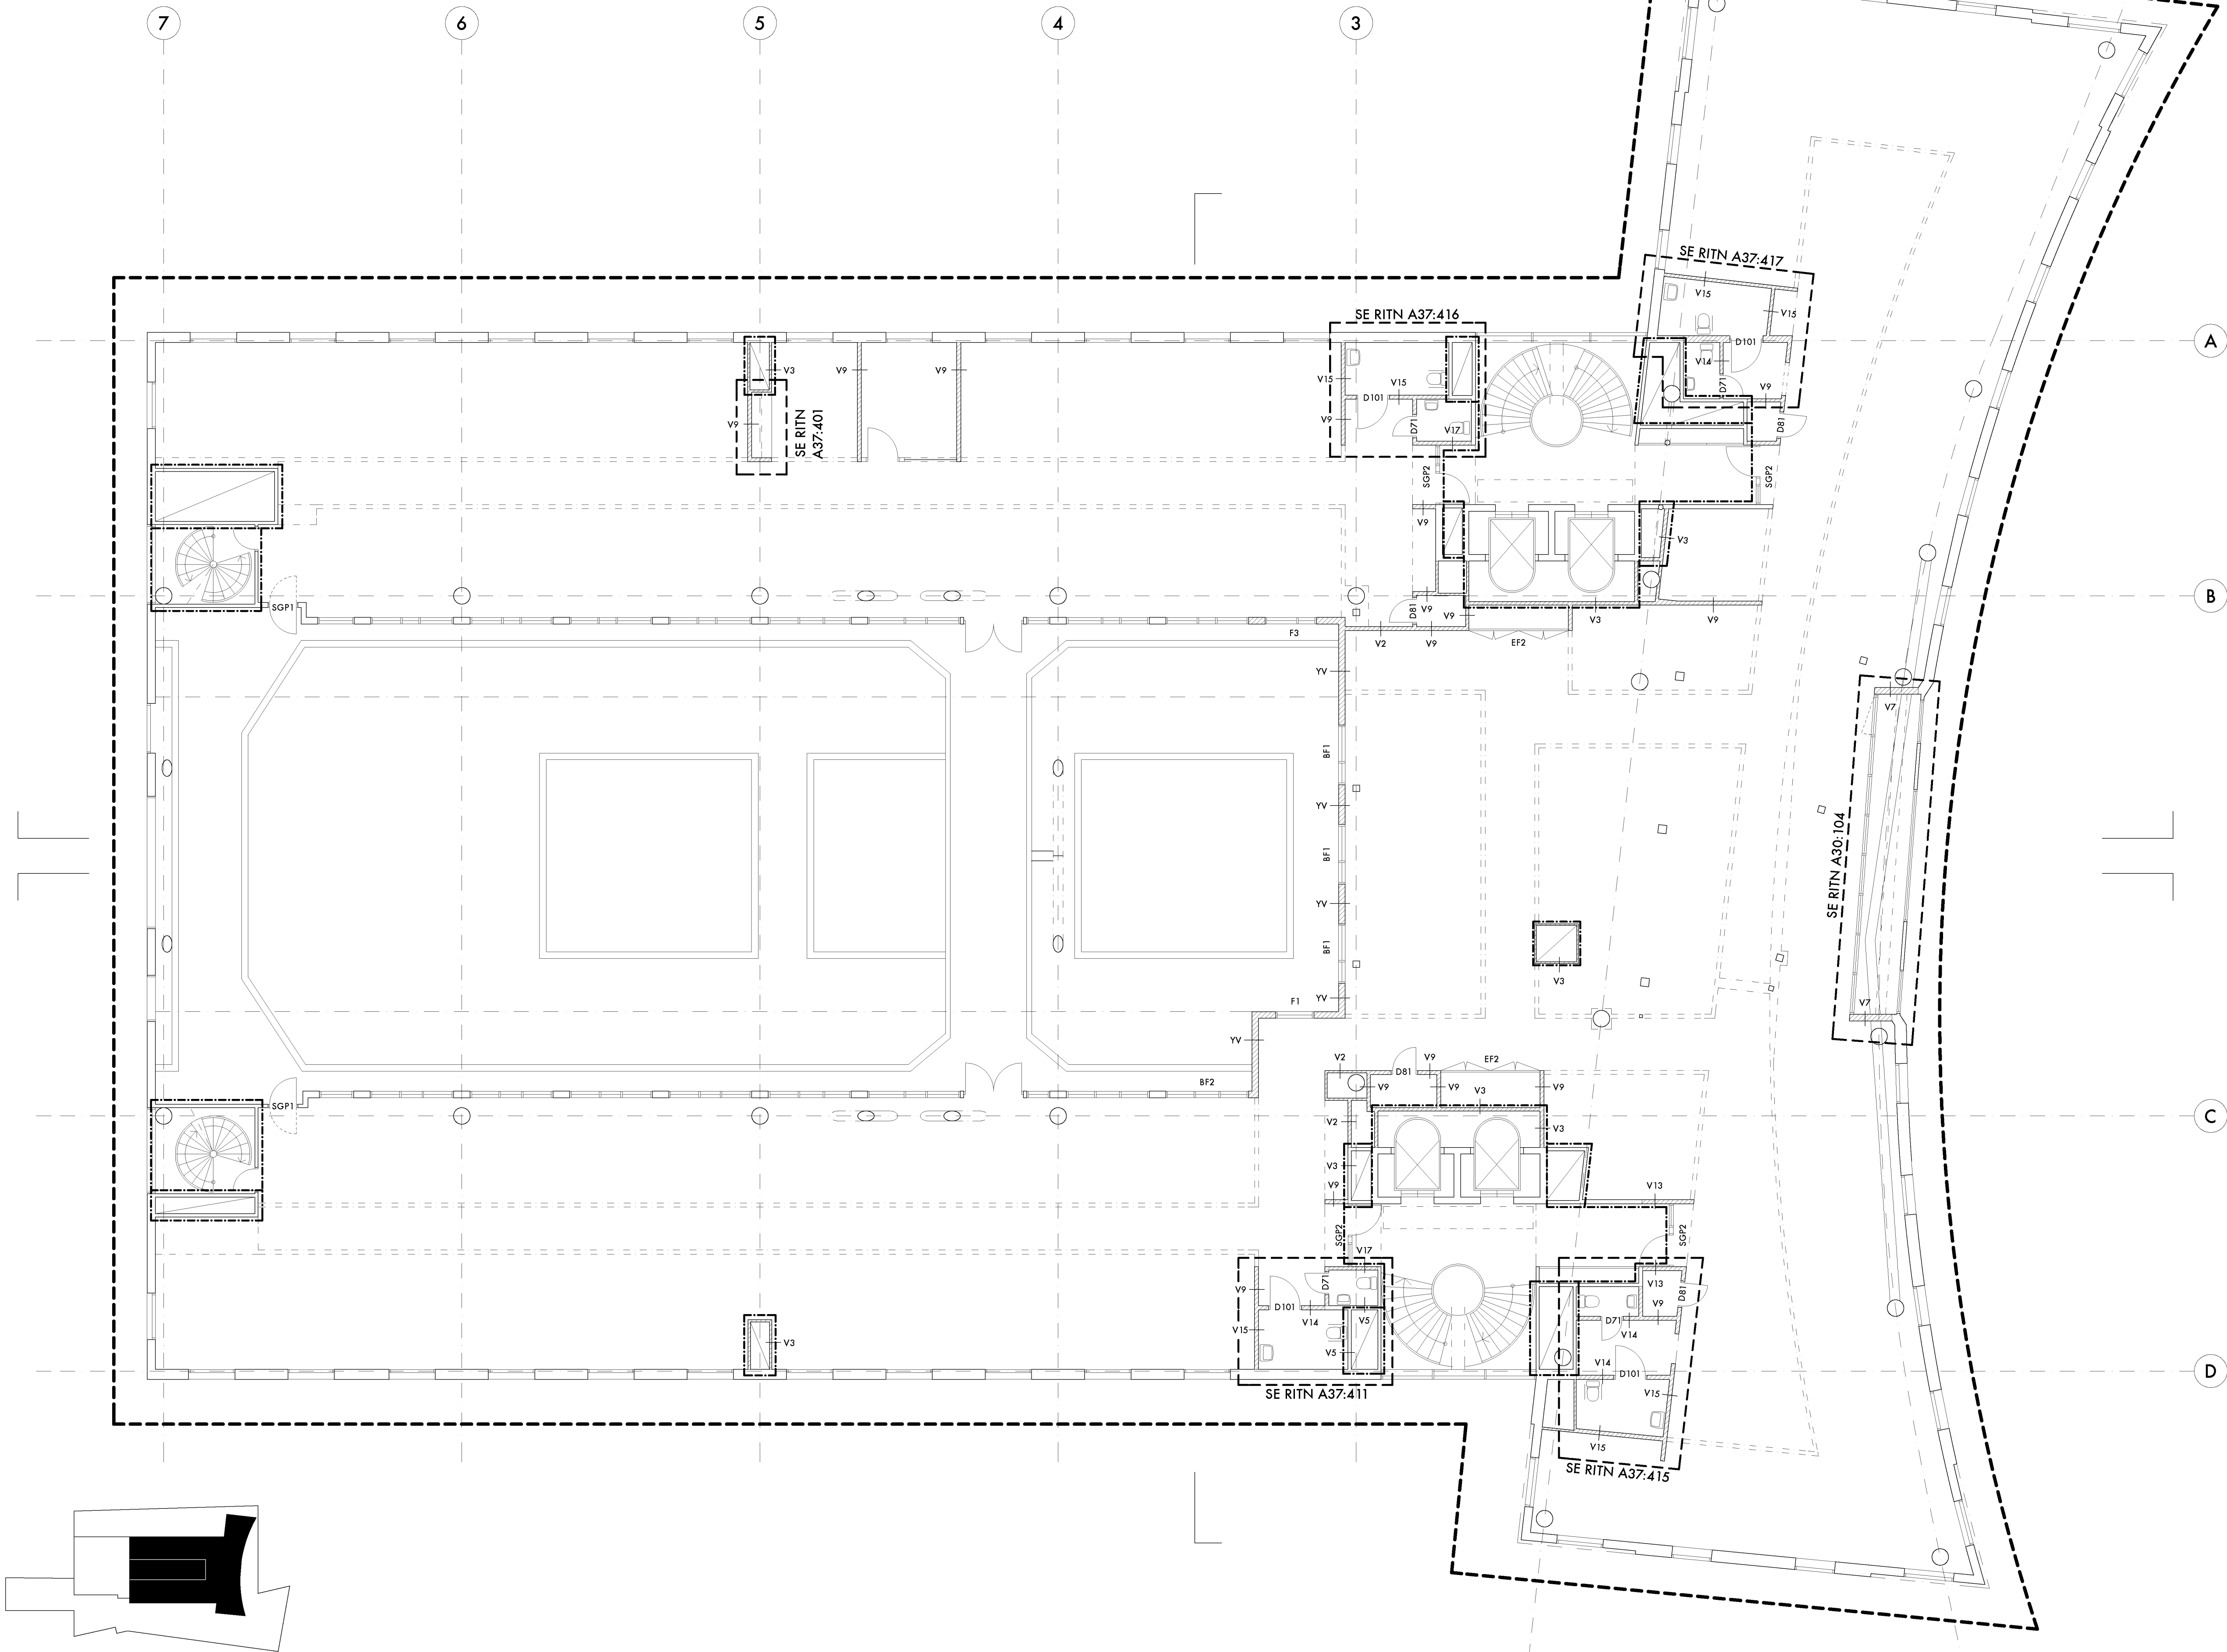 7
6
5
4
3
SE RITN A37:417
V15
V15
SE RITN A37:416
D101
A
V3
V9
V9
V14
V15
V15
D71
V9
D101
V9
SE RITN
A37:401
V9
D71
V17
D81
SGP2
SGP2
V9
V3
B
SGP1
V9
D81
V9
V3
V9
F3
V2
V9
EF2
YV
V7
BF1
YV
BF1
SE RITN A30:104
YV
BF1
V3
F1
YV
V7
YV
V2
V9
EF2
D81
BF2
V9
V9
V3
V9
SGP1
C
V2
V3
V3
V9
V13
SGP2
SGP2
V17
V13
D71
V9
D81
D101
V9
V14
V5
D71
V15
V14
V3
V5
V14
D101
D
SE RITN A37:411
V15
V15
SE RITN A37:415